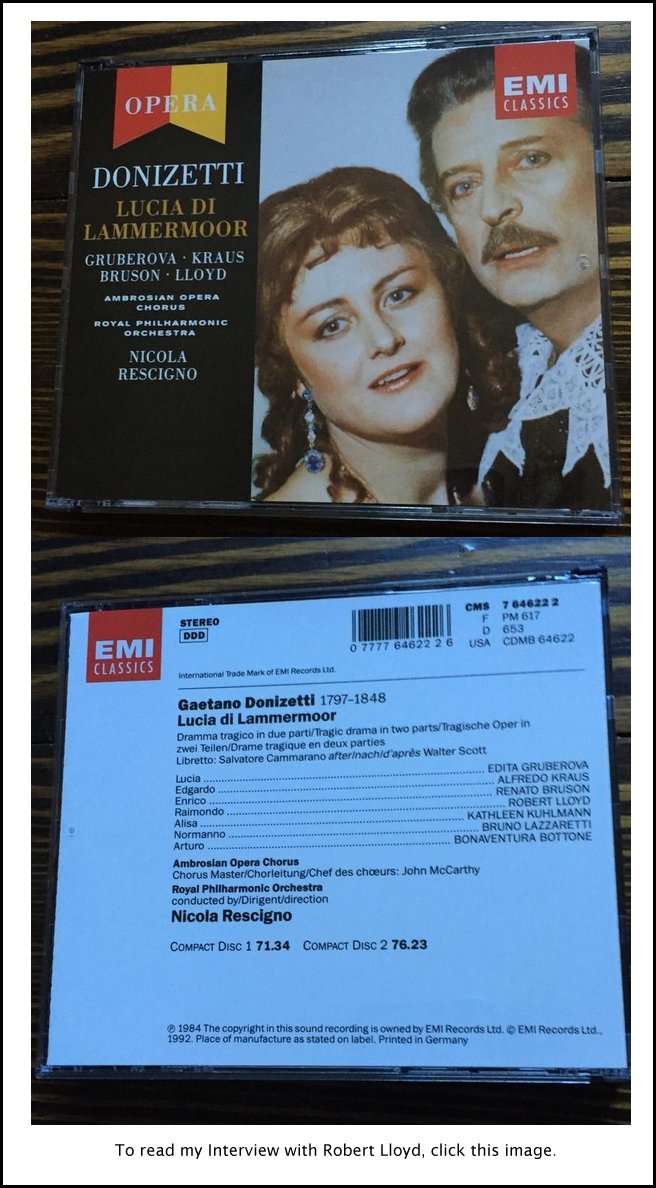 OPERA
DONIZETTI
LUCIA DI
LAMMERMOOR
GRUBEROVA · KRAUS
BRUSON · LLOYD
AMBROSIAN OPERA
CHORUS
ROYAL PHILHARMONIC
ORCHESTRA
NICOLA
RESCIGNO
EMI
CLASSICS
EMI
CLASSICS
STEREO
DDD
0 7777 64622 2 6
CMS 7 64622 2
F PM 617
D 653
USA CDMB 64622
International Trade Mark of EMI Records Ltd.
Gaetano Donizetti 1797–1848
Lucia di Lammermoor
Dramma tragico in due parti/Tragic drama in two parts/Tragische Oper in
zwei Teilen/Drame tragique en deux parties
Libretto: Salvatore Cammarano after/nach/d'après Walter Scott
Lucia ........ EDITA GRUBEROVA
Edgardo ........ ALFREDO KRAUS
Enrico ........ RENATO BRUSON
Raimondo ........ ROBERT LLOYD
Alisa ........ KATHLEEN KUHLMANN
Normanno ........ BRUNO LAZZARETTI
Arturo ........ BONAVENTURA BOTTONE
Ambrosian Opera Chorus
Chorus Master/Chorleitung/Chef des chœurs: John McCarthy
Royal Philharmonic Orchestra
conducted by/Dirigent/direction
Nicola Rescigno
COMPACT DISC 1 71.34 COMPACT DISC 2 76.23
℗ 1984 The copyright in this sound recording is owned by EMI Records Ltd. © EMI Records Ltd.,
1992. Place of manufacture as stated on label. Printed in Germany
To read my Interview with Robert Lloyd, click this image.